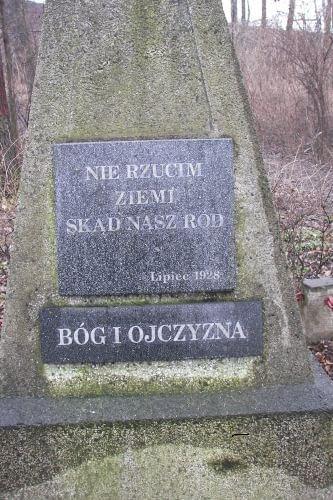 NIE RZUCIM
ZIEMI
SKĄD NASZ RÓD
Lipiec 1928
BÓG I OJCZYZNA